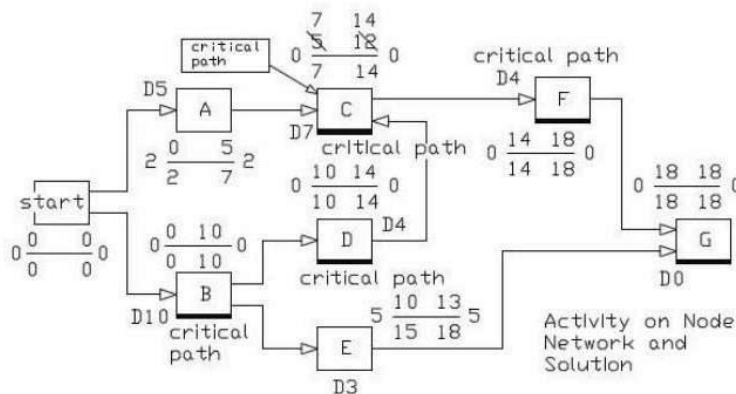 7 14
critical
path
0 5 12 0
7 14
critical path
D5
A
D7
C
D4
F
critical path
2 0 5 2
2 7
0 14 18 0
14 18
0 10 14 0
10 14
0 18 18 0
18 18
start
0 0 0 0
0 0
0 0 10 0
0 10
D
D4
G
D0
B
critical path
D10
critical
path
5 10 13 5
15 18
E
D3
Activity on Node
Network and
Solution